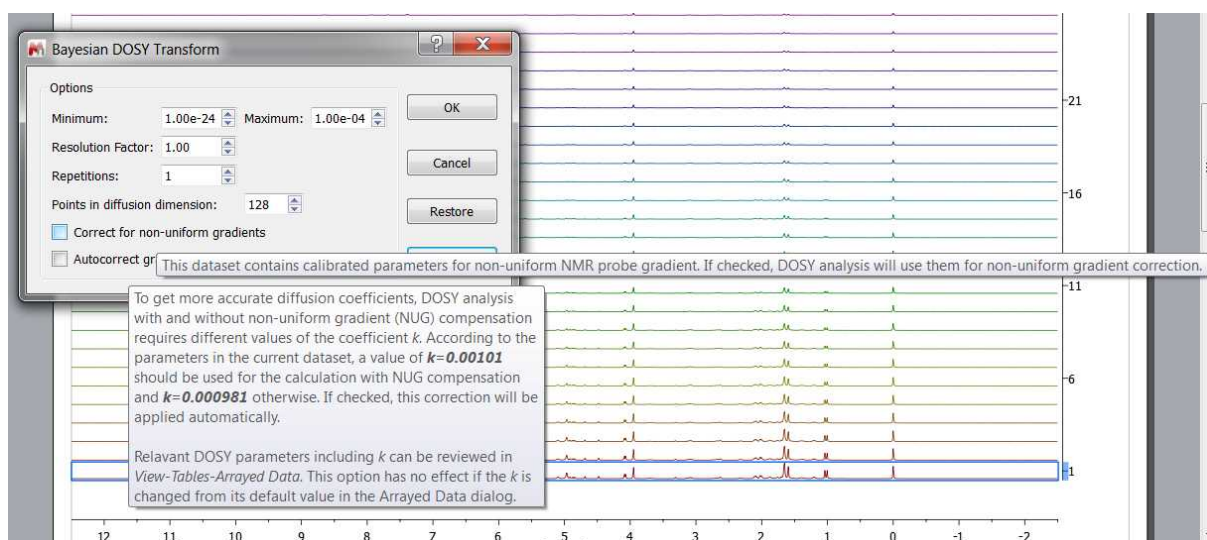 Bayesian DOSY Transform
Options
Minimum: 1.00e-24 Maximum: 1.00e-04
Resolution Factor: 1.00
Repetitions: 1
Points in diffusion dimension: 128
Correct for non-uniform gradients
Autocorrect gr
OK
Cancel
Restore
This dataset contains calibrated parameters for non-uniform NMR probe gradient. If checked, DOSY analysis will use them for non-uniform gradient correction.
To get more accurate diffusion coefficients, DOSY analysis
with and without non-uniform gradient (NUG) compensation
requires different values of the coefficient k. According to the
parameters in the current dataset, a value of k=0.00101
should be used for the calculation with NUG compensation
and k=0.000981 otherwise. If checked, this correction will be
applied automatically.
Relavant DOSY parameters including k can be reviewed in
View-Tables-Arrayed Data. This option has no effect if the k is
changed from its default value in the Arrayed Data dialog.
21
16
11
6
1
12 11 10 9 8 7 6 5 4 3 2 1 0 -1 -2